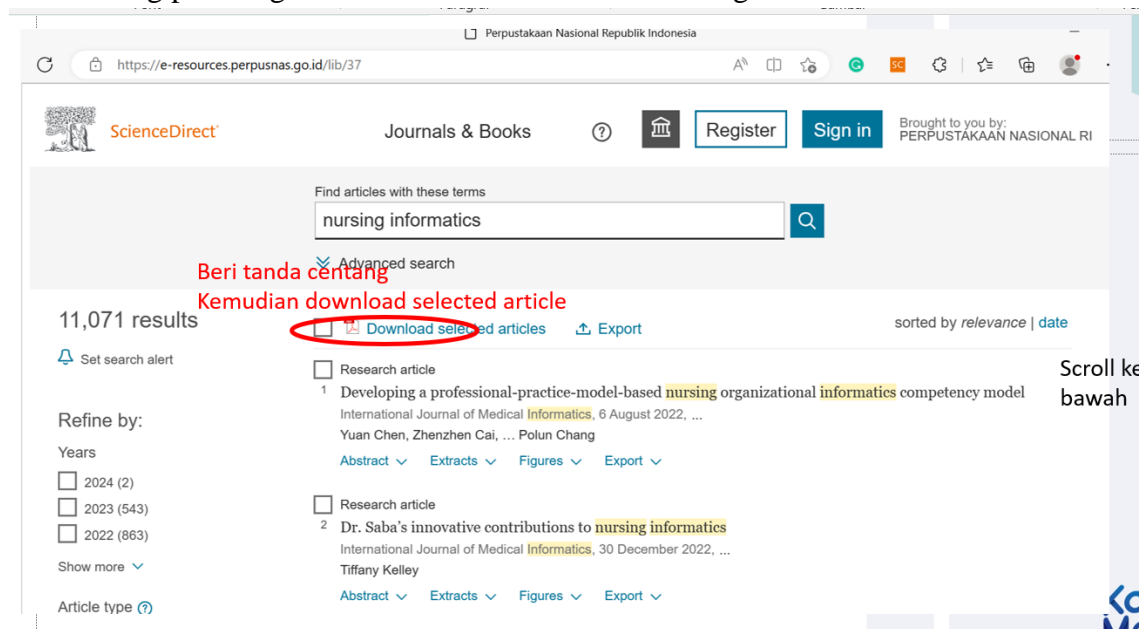 Perpustakaan Nasional Republik Indonesia
https://e-resources.perpusnas.go.id/lib/37
ScienceDirect
Journals & Books
Register
Sign in
Brought to you by:
PERPUSTAKAAN NASIONAL RI
Find articles with these terms
nursing informatics
Advanced search
Beri tanda centang
Kemudian download selected article
11,071 results
Download selected articles
Export
sorted by relevance | date
Set search alert
Scroll ke
bawah
Research article
1 Developing a professional-practice-model-based nursing organizational informatics competency model
International Journal of Medical Informatics, 6 August 2022, ...
Yuan Chen, Zhenzhen Cai, ... Polun Chang
Abstract Extracts Figures Export
Refine by:
Years
2024 (2)
2023 (543)
2022 (863)
Show more
Article type
Research article
2 Dr. Saba's innovative contributions to nursing informatics
International Journal of Medical Informatics, 30 December 2022, ...
Tiffany Kelley
Abstract Extracts Figures Export